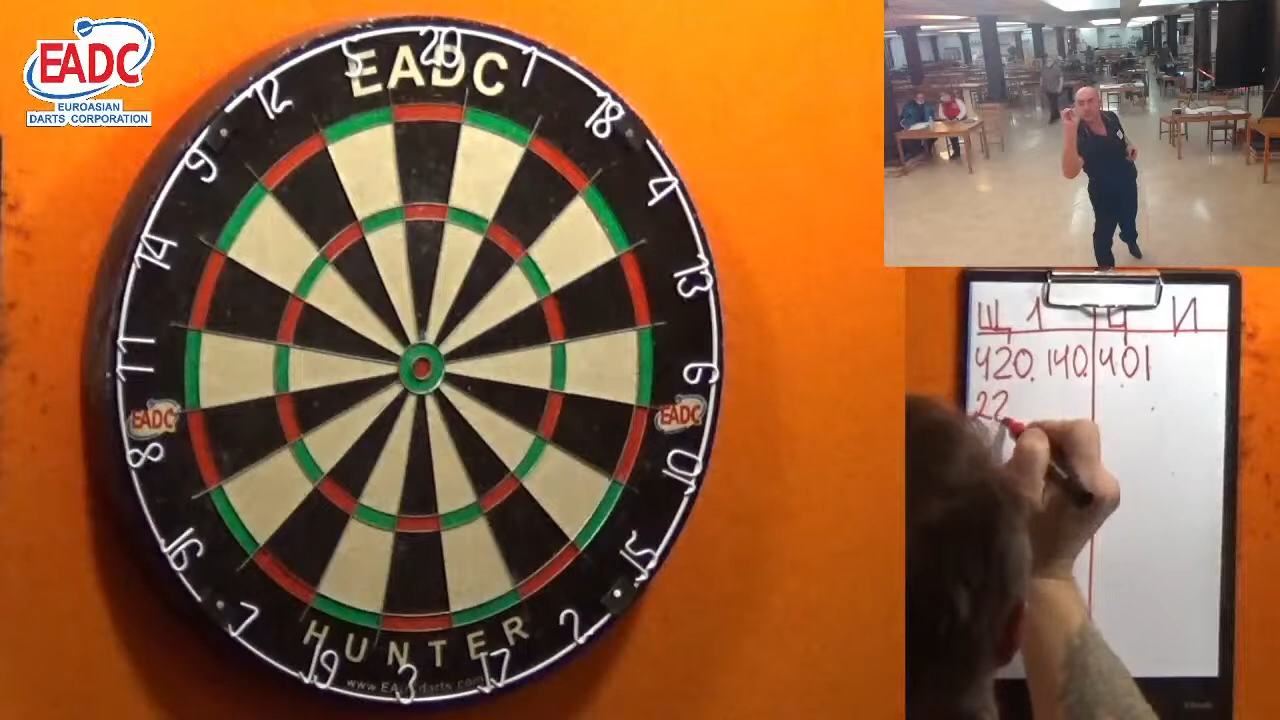 EADC
EUROASIAN
DARTS CORPORATION
EADC
20
1
18
4
13
6
10
15
2
17
3
19
7
16
8
11
14
9
12
5
EADC
EADC
HUNTER
Щ 1 Ц И
420. 140. 401
22